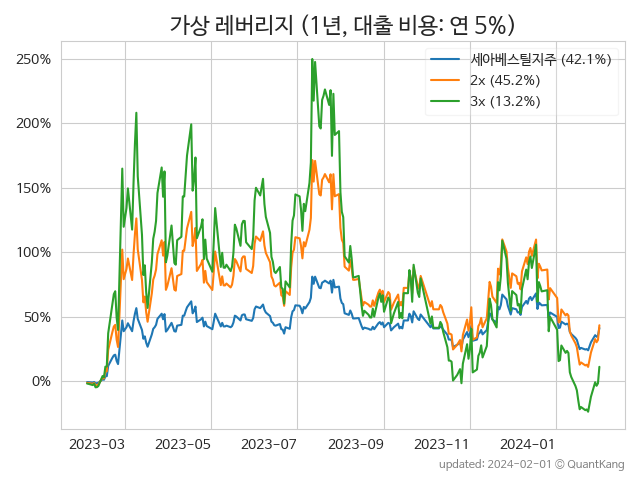 가상 레버리지 (1년, 대출 비용: 연 5%)
250%
200%
150%
100%
50%
0%
세아베스틸지주 (42.1%)
2x (45.2%)
3x (13.2%)
2023-03 2023-05 2023-07 2023-09 2023-11 2024-01
updated: 2024-02-01 © QuantKang